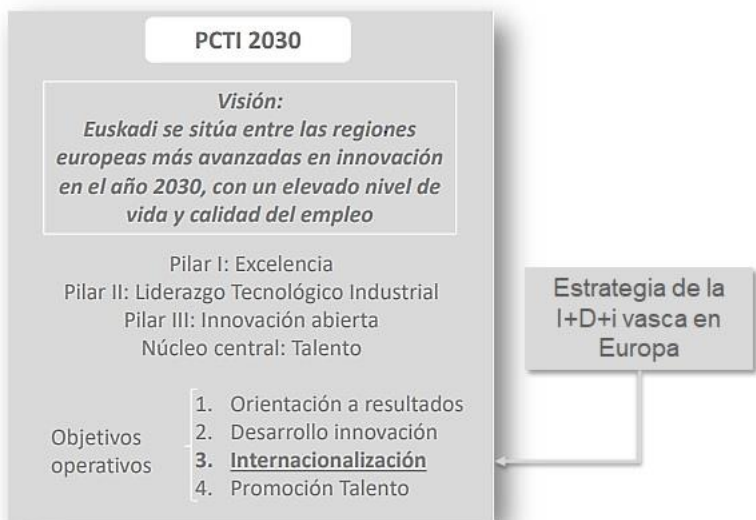 PCTI 2030
Visión:
Euskadi se sitúa entre las regiones
europeas más avanzadas en innovación
en el año 2030, con un elevado nivel de
vida y calidad del empleo
Pilar I: Excelencia
Pilar II: Liderazgo Tecnológico Industrial
Pilar III: Innovación abierta
Núcleo central: Talento
Objetivos
operativos
1. Orientación a resultados
2. Desarrollo innovación
3. Internacionalización
4. Promoción Talento
Estrategia de la
I+D+i vasca en
Europa